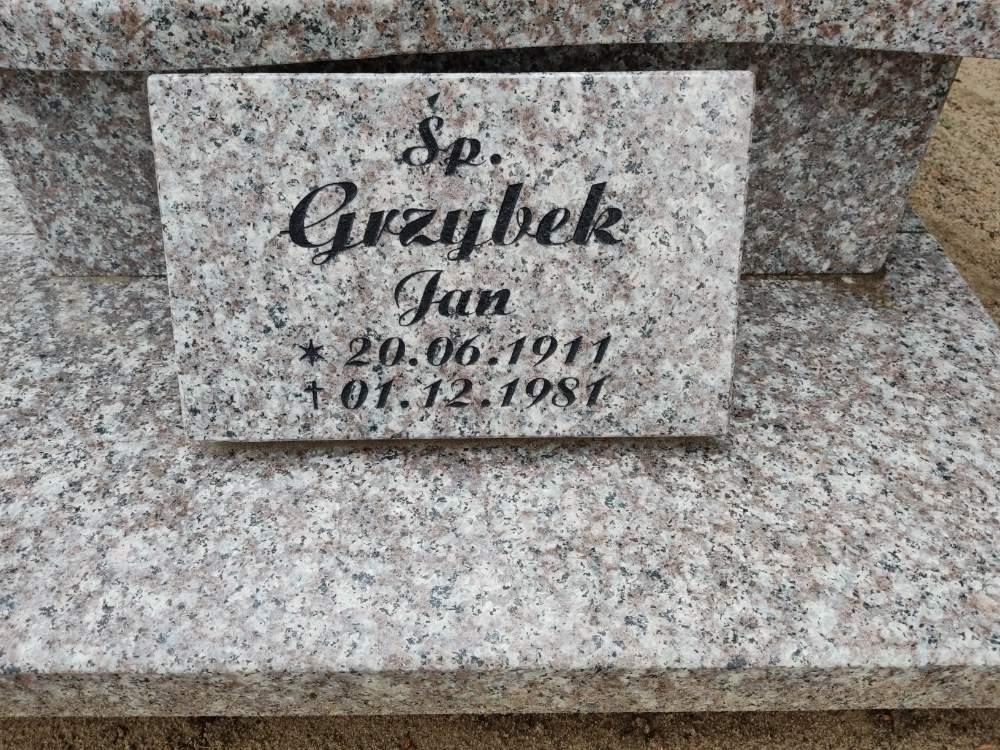 Śp.
Grzybek
Jan
* 20.06.1911
† 01.12.1981